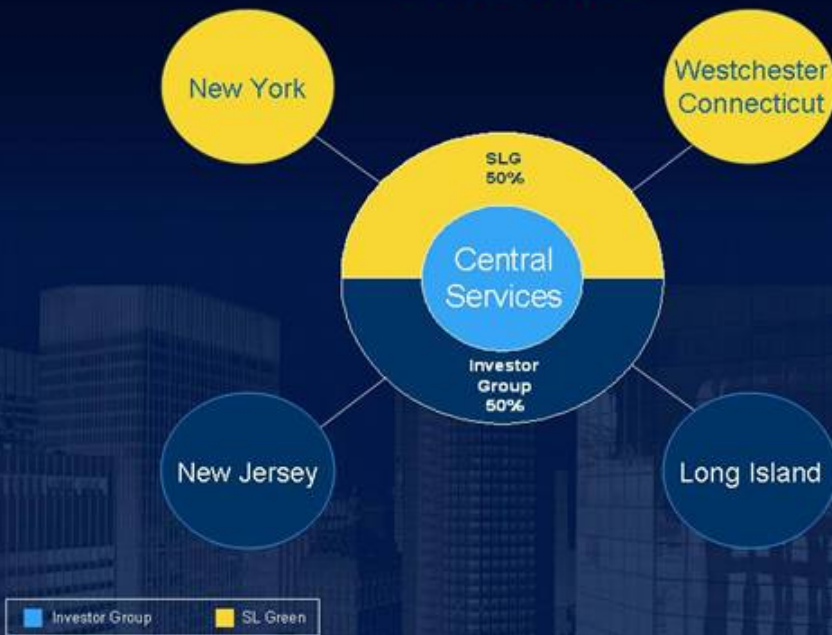 New York
Westchester
Connecticut
SLG
50%
Central
Services
Investor
Group
50%
New Jersey
Long Island
Investor Group
SL Green